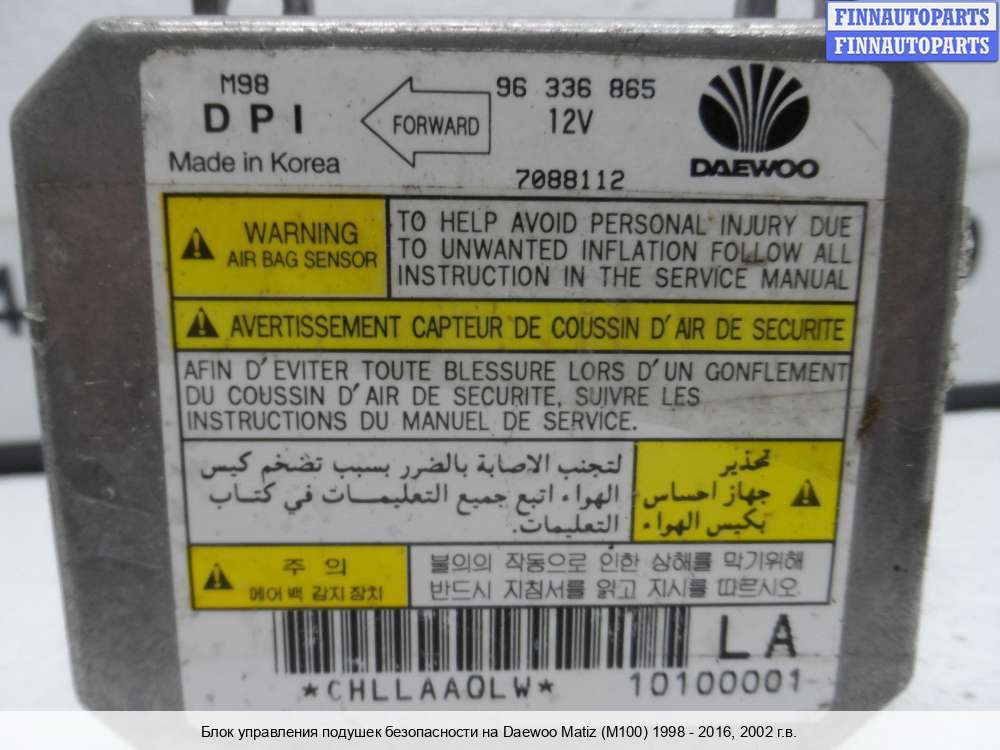 FINNAUTOPARTS
FINNAUTOPARTS
M98
DPI
Made in Korea
FORWARD
96 336 865
12V
7088112
DAEWOO
WARNING
AIR BAG SENSOR
TO HELP AVOID PERSONAL INJURY DUE
TO UNWANTED INFLATION FOLLOW ALL
INSTRUCTION IN THE SERVICE MANUAL
AVERTISSEMENT CAPTEUR DE COUSSIN D'AIR DE SECURITE
AFIN D'EVITER TOUTE BLESSURE LORS D'UN GONFLEMENT
DU COUSSIN D'AIR DE SECURITE, SUIVRE LES
INSTRUCTIONS DU MANUEL DE SERVICE.
تحذير
جهاز احساس
بكيس الهواء
لتجنب الاصابة بالضرر بسبب تضخم كيس
الهواء اتبع جميع التعليمات في كتاب
التعليمات.
주 의
에어 백 감지 장치
불의의 작동으로 인한 상해를 막기위해
반드시 지침서를 읽고 지시를 따르시오.
*CHLLAAOLW*
LA
10100001
Блок управления подушек безопасности на Daewoo Matiz (M100) 1998 - 2016, 2002 г.в.